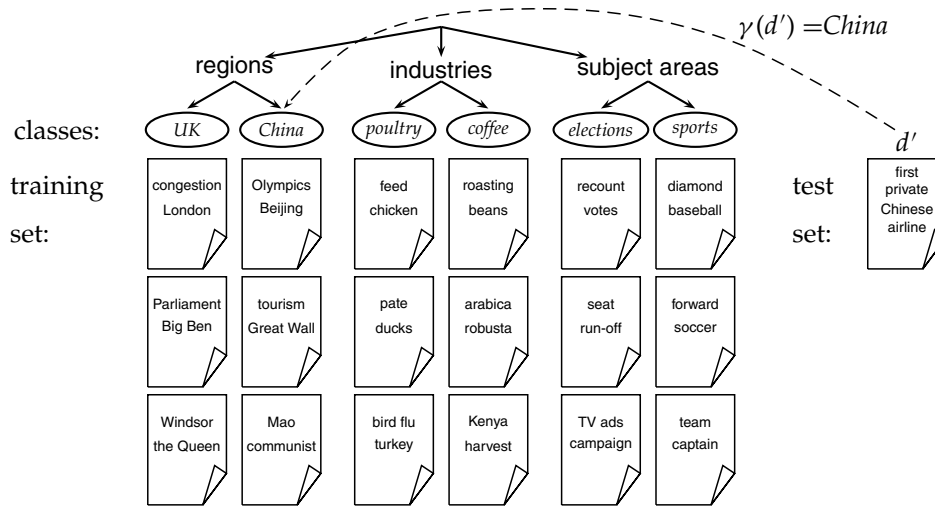 γ(d′) =China
regions
industries
subject areas
classes:
UK
China
poultry
coffee
elections
sports
d′
training
set:
congestion
London
Olympics
Beijing
feed
chicken
roasting
beans
recount
votes
diamond
baseball
test
set:
first
private
Chinese
airline
Parliament
Big Ben
tourism
Great Wall
pate
ducks
arabica
robusta
seat
run-off
forward
soccer
Windsor
the Queen
Mao
communist
bird flu
turkey
Kenya
harvest
TV ads
campaign
team
captain